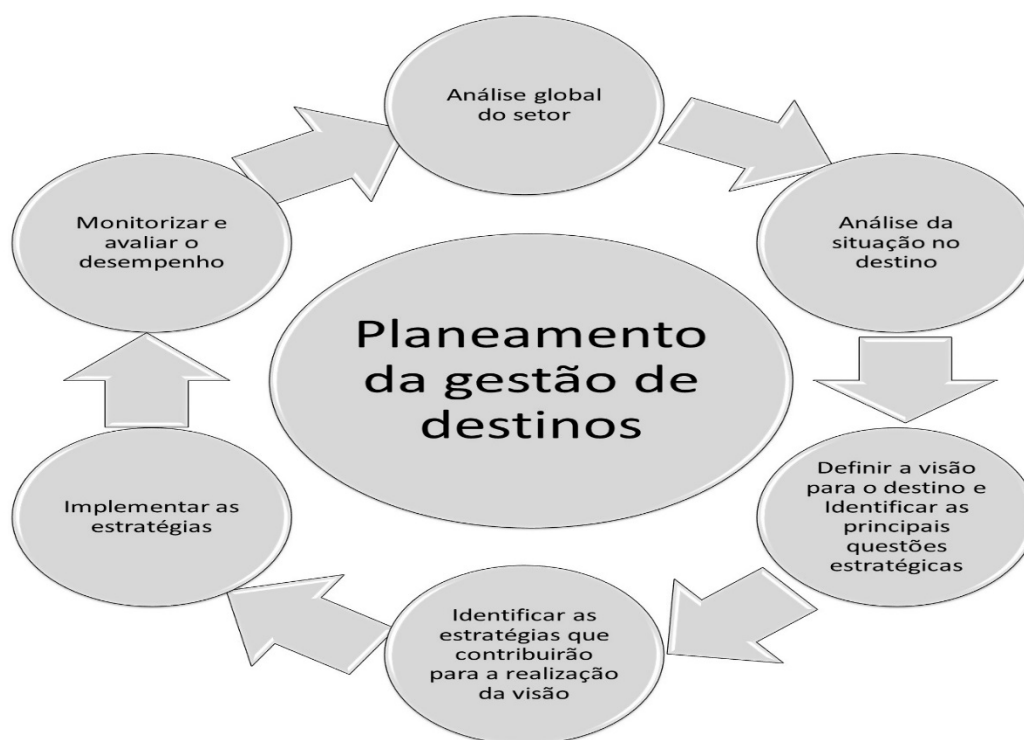 Análise global
do setor
Análise da
situação no
destino
Definir a visão
para o destino e
Identificar as
principais
questões
estratégicas
Identificar as
estratégias que
contribuirão
para a realização
da visão
Implementar as
estratégias
Monitorizar e
avaliar o
desempenho
Planeamento
da gestão de
destinos